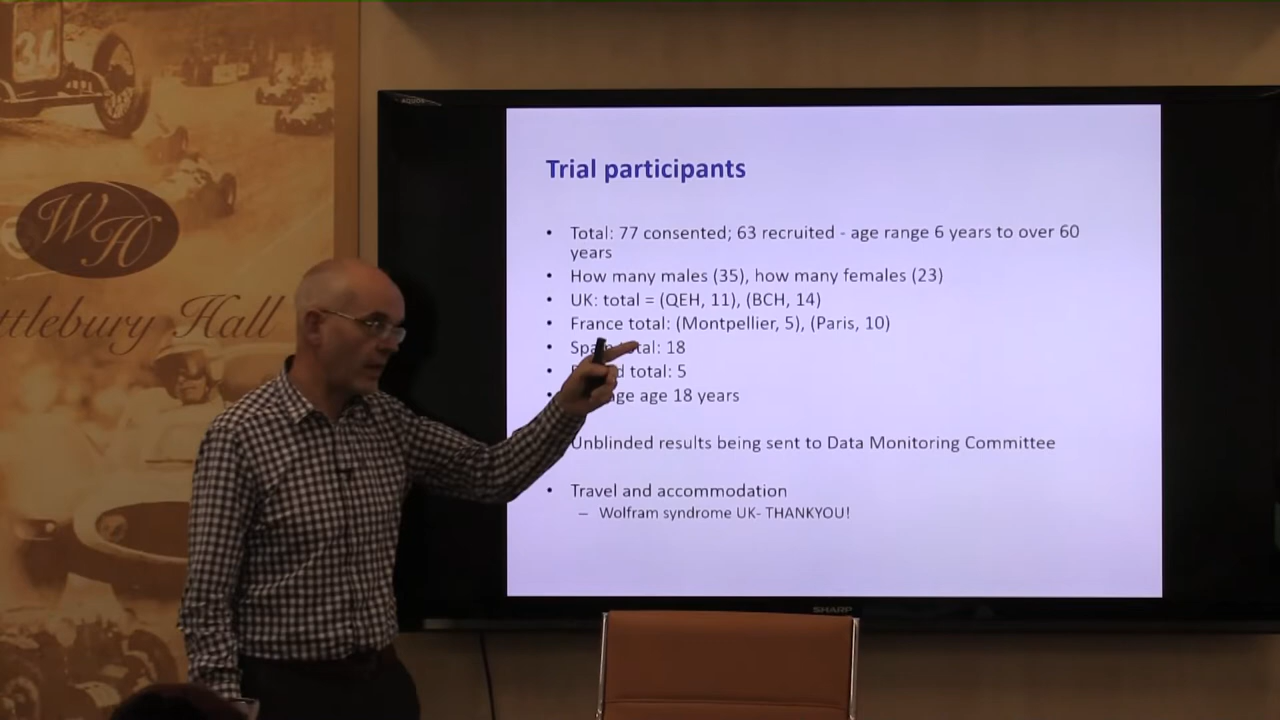 34
WH
ttlebury Hall
AQUOS
Trial participants
• Total: 77 consented; 63 recruited - age range 6 years to over 60
years
• How many males (35), how many females (23)
• UK: total = (QEH, 11), (BCH, 14)
• France total: (Montpellier, 5), (Paris, 10)
• total: 18
• total: 5
• age 18 years
Unblinded results being sent to Data Monitoring Committee
• Travel and accommodation
– Wolfram syndrome UK- THANKYOU!
SHARP